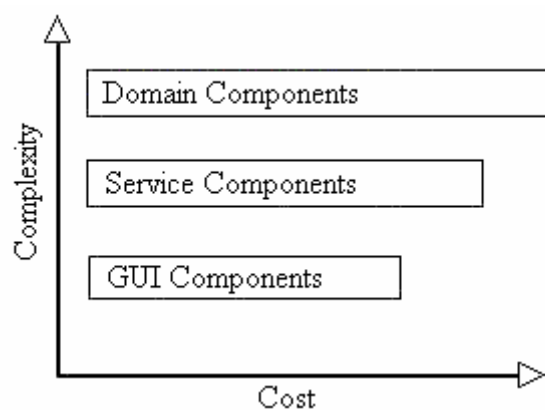 Domain Components
Service Components
GUI Components
Complexity
Cost